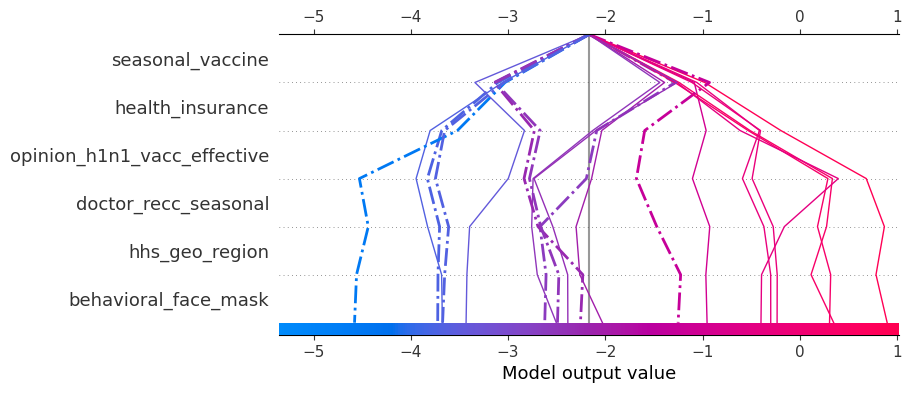 −5 −4 −3 −2 −1 0 1
seasonal_vaccine
health_insurance
opinion_h1n1_vacc_effective
doctor_recc_seasonal
hhs_geo_region
behavioral_face_mask
−5 −4 −3 −2 −1 0 1
Model output value